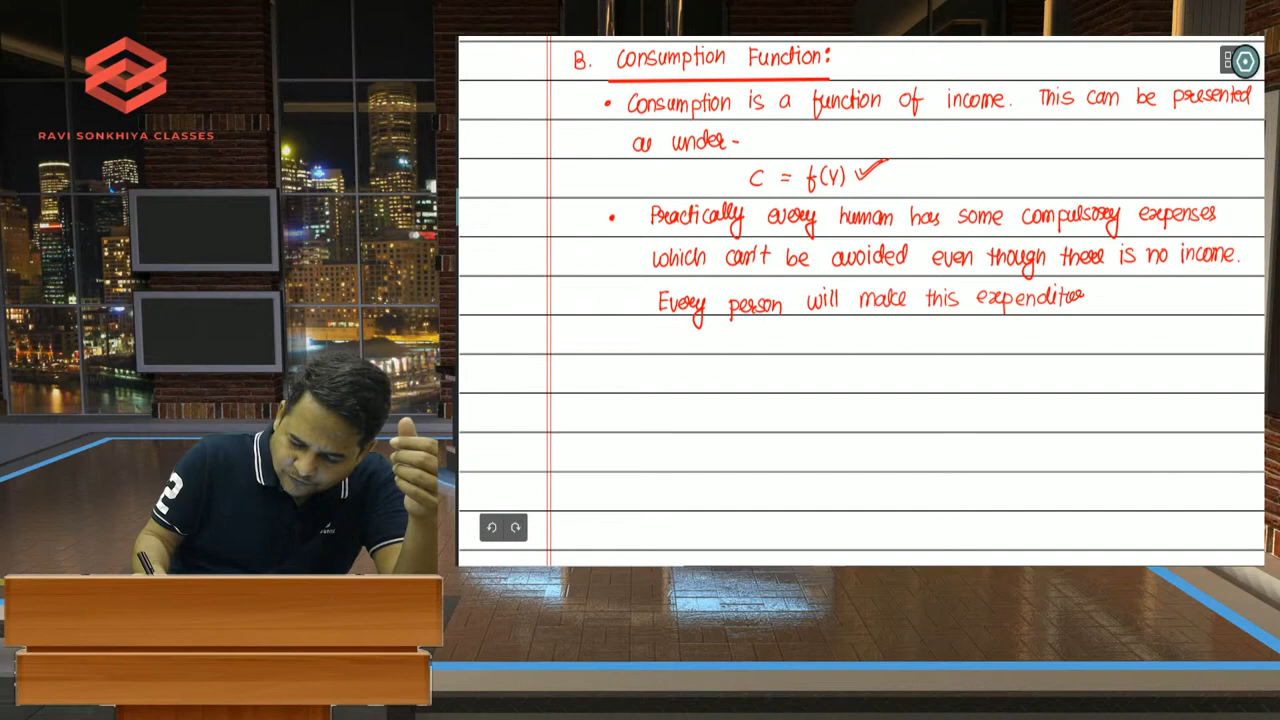 RAVI SONKHIYA CLASSES
B. Consumption Function:
• Consumption is a function of income. This can be presented
as under-
C = f(Y)
• Practically every human has some compulsory expenses
which can't be avoided even though there is no income.
Every person will make this expenditure
2